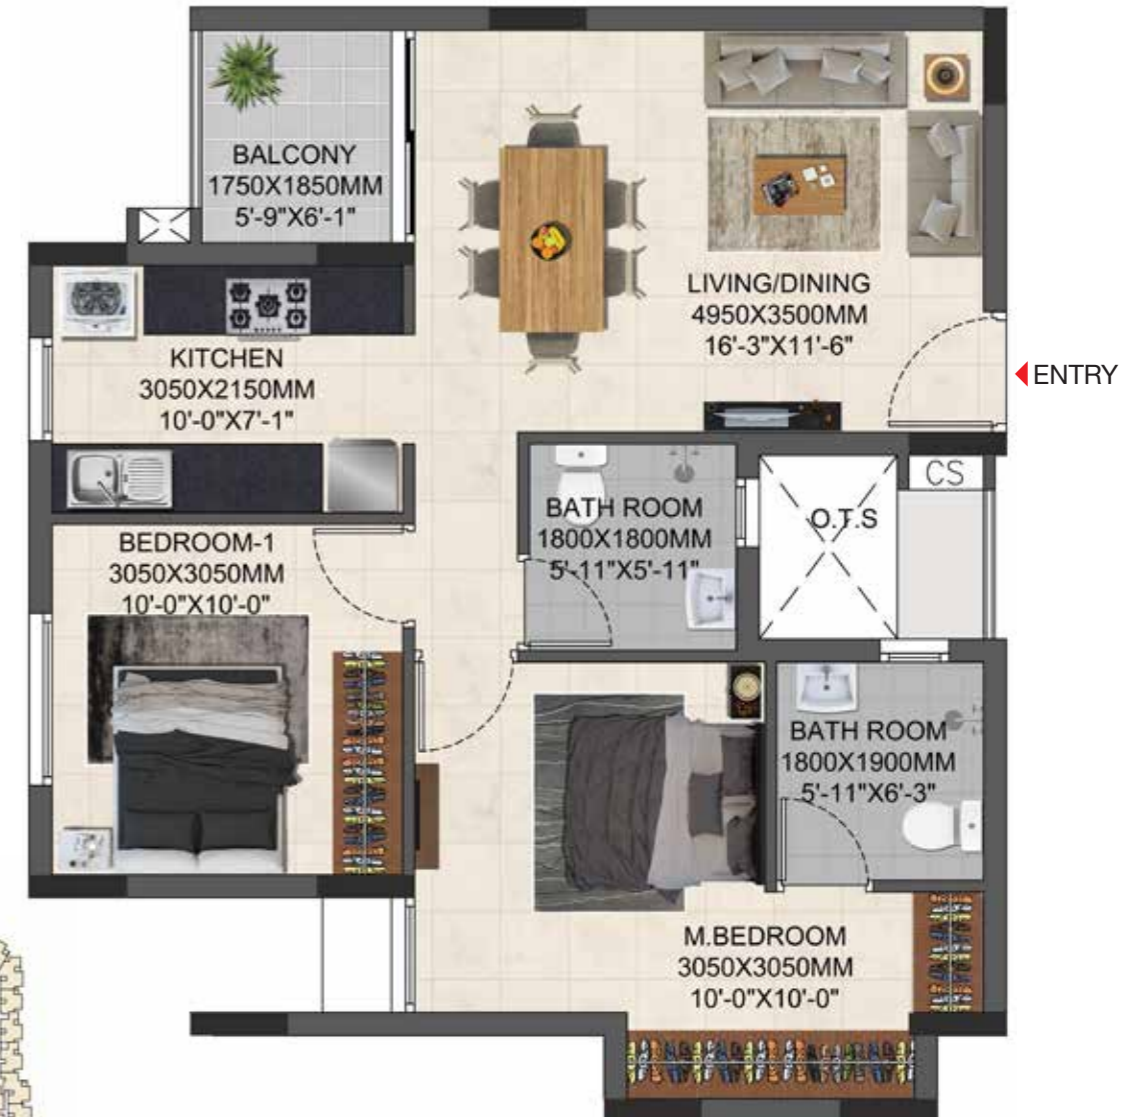 BALCONY
1750X1850MM
5'-9"X6'-1"
LIVING/DINING
4950X3500MM
16'-3"X11'-6"
KITCHEN
3050X2150MM
10'-0"X7'-1"
ENTRY
CS
O.T.S
BATH ROOM
1800X1800MM
5'-11"X5'-11"
BEDROOM-1
3050X3050MM
10'-0"X10'-0"
BATH ROOM
1800X1900MM
5'-11"X6'-3"
M.BEDROOM
3050X3050MM
10'-0"X10'-0"